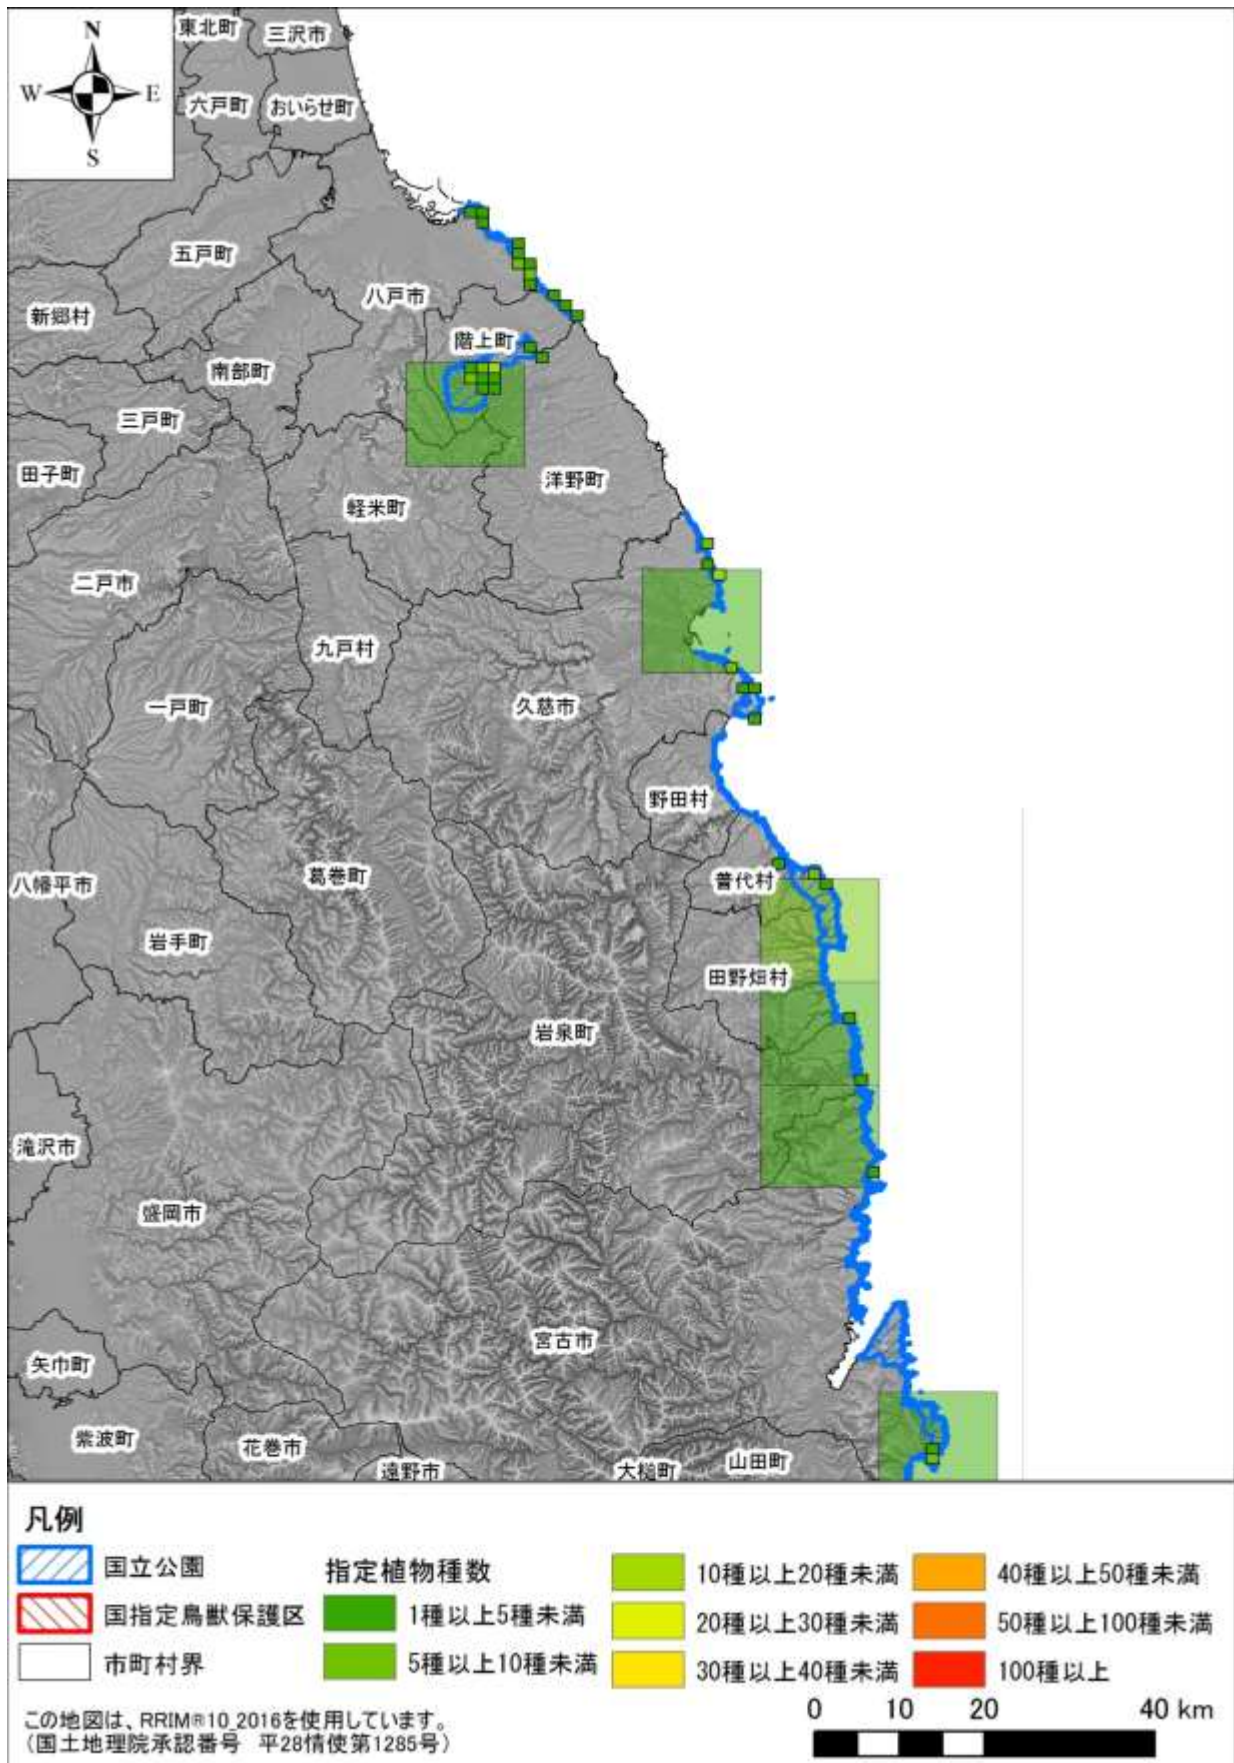 N
W
E
S
東北町
三沢市
六戸町
おいらせ町
五戸町
八戸市
新郷村
階上町
南部町
三戸町
田子町
洋野町
軽米町
二戸市
九戸村
一戸町
久慈市
野田村
葛巻町
普代村
八幡平市
岩手町
田野畑村
岩泉町
滝沢市
盛岡市
宮古市
矢巾町
紫波町
花巻市
遠野市
大槌町
山田町
凡例
国立公園
国指定鳥獣保護区
市町村界
指定植物種数
1種以上5種未満
5種以上10種未満
10種以上20種未満
20種以上30種未満
30種以上40種未満
40種以上50種未満
50種以上100種未満
100種以上
この地図は、RRIM®10_2016を使用しています。
（国土地理院承認番号 平28情使第1285号）
0 10 20 40 km